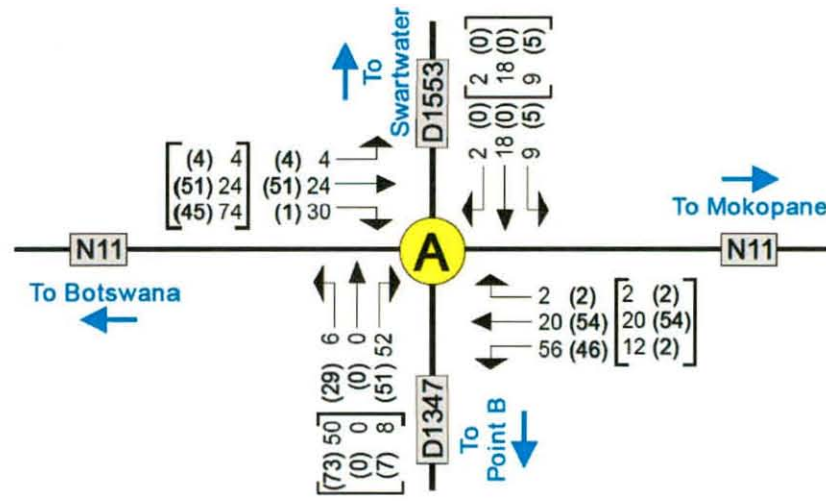 To
Swartwater
D1553
2 (0)
18 (0)
9 (5)
2 (0)
18 (0)
9 (5)
(4) 4
(51) 24
(45) 74
(4) 4
(51) 24
(1) 30
To Mokopane
N11
A
N11
To Botswana
2 (2)
20 (54)
56 (46)
2 (2)
20 (54)
12 (2)
(29) 6
(0) 0
(51) 52
(73) 50
(0) 0
(7) 8
D1347
To
Point B